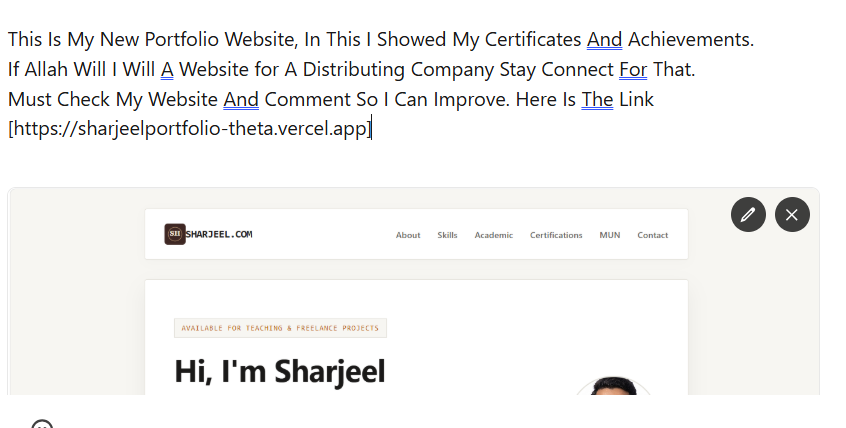 This Is My New Portfolio Website, In This I Showed My Certificates And Achievements.
If Allah Will I Will A Website for A Distributing Company Stay Connect For That.
Must Check My Website And Comment So I Can Improve. Here Is The Link
[https://sharjeelportfolio-theta.vercel.app]
SH SHARJEEL.COM About Skills Academic Certifications MUN Contact
AVAILABLE FOR TEACHING & FREELANCE PROJECTS
Hi, I'm Sharjeel